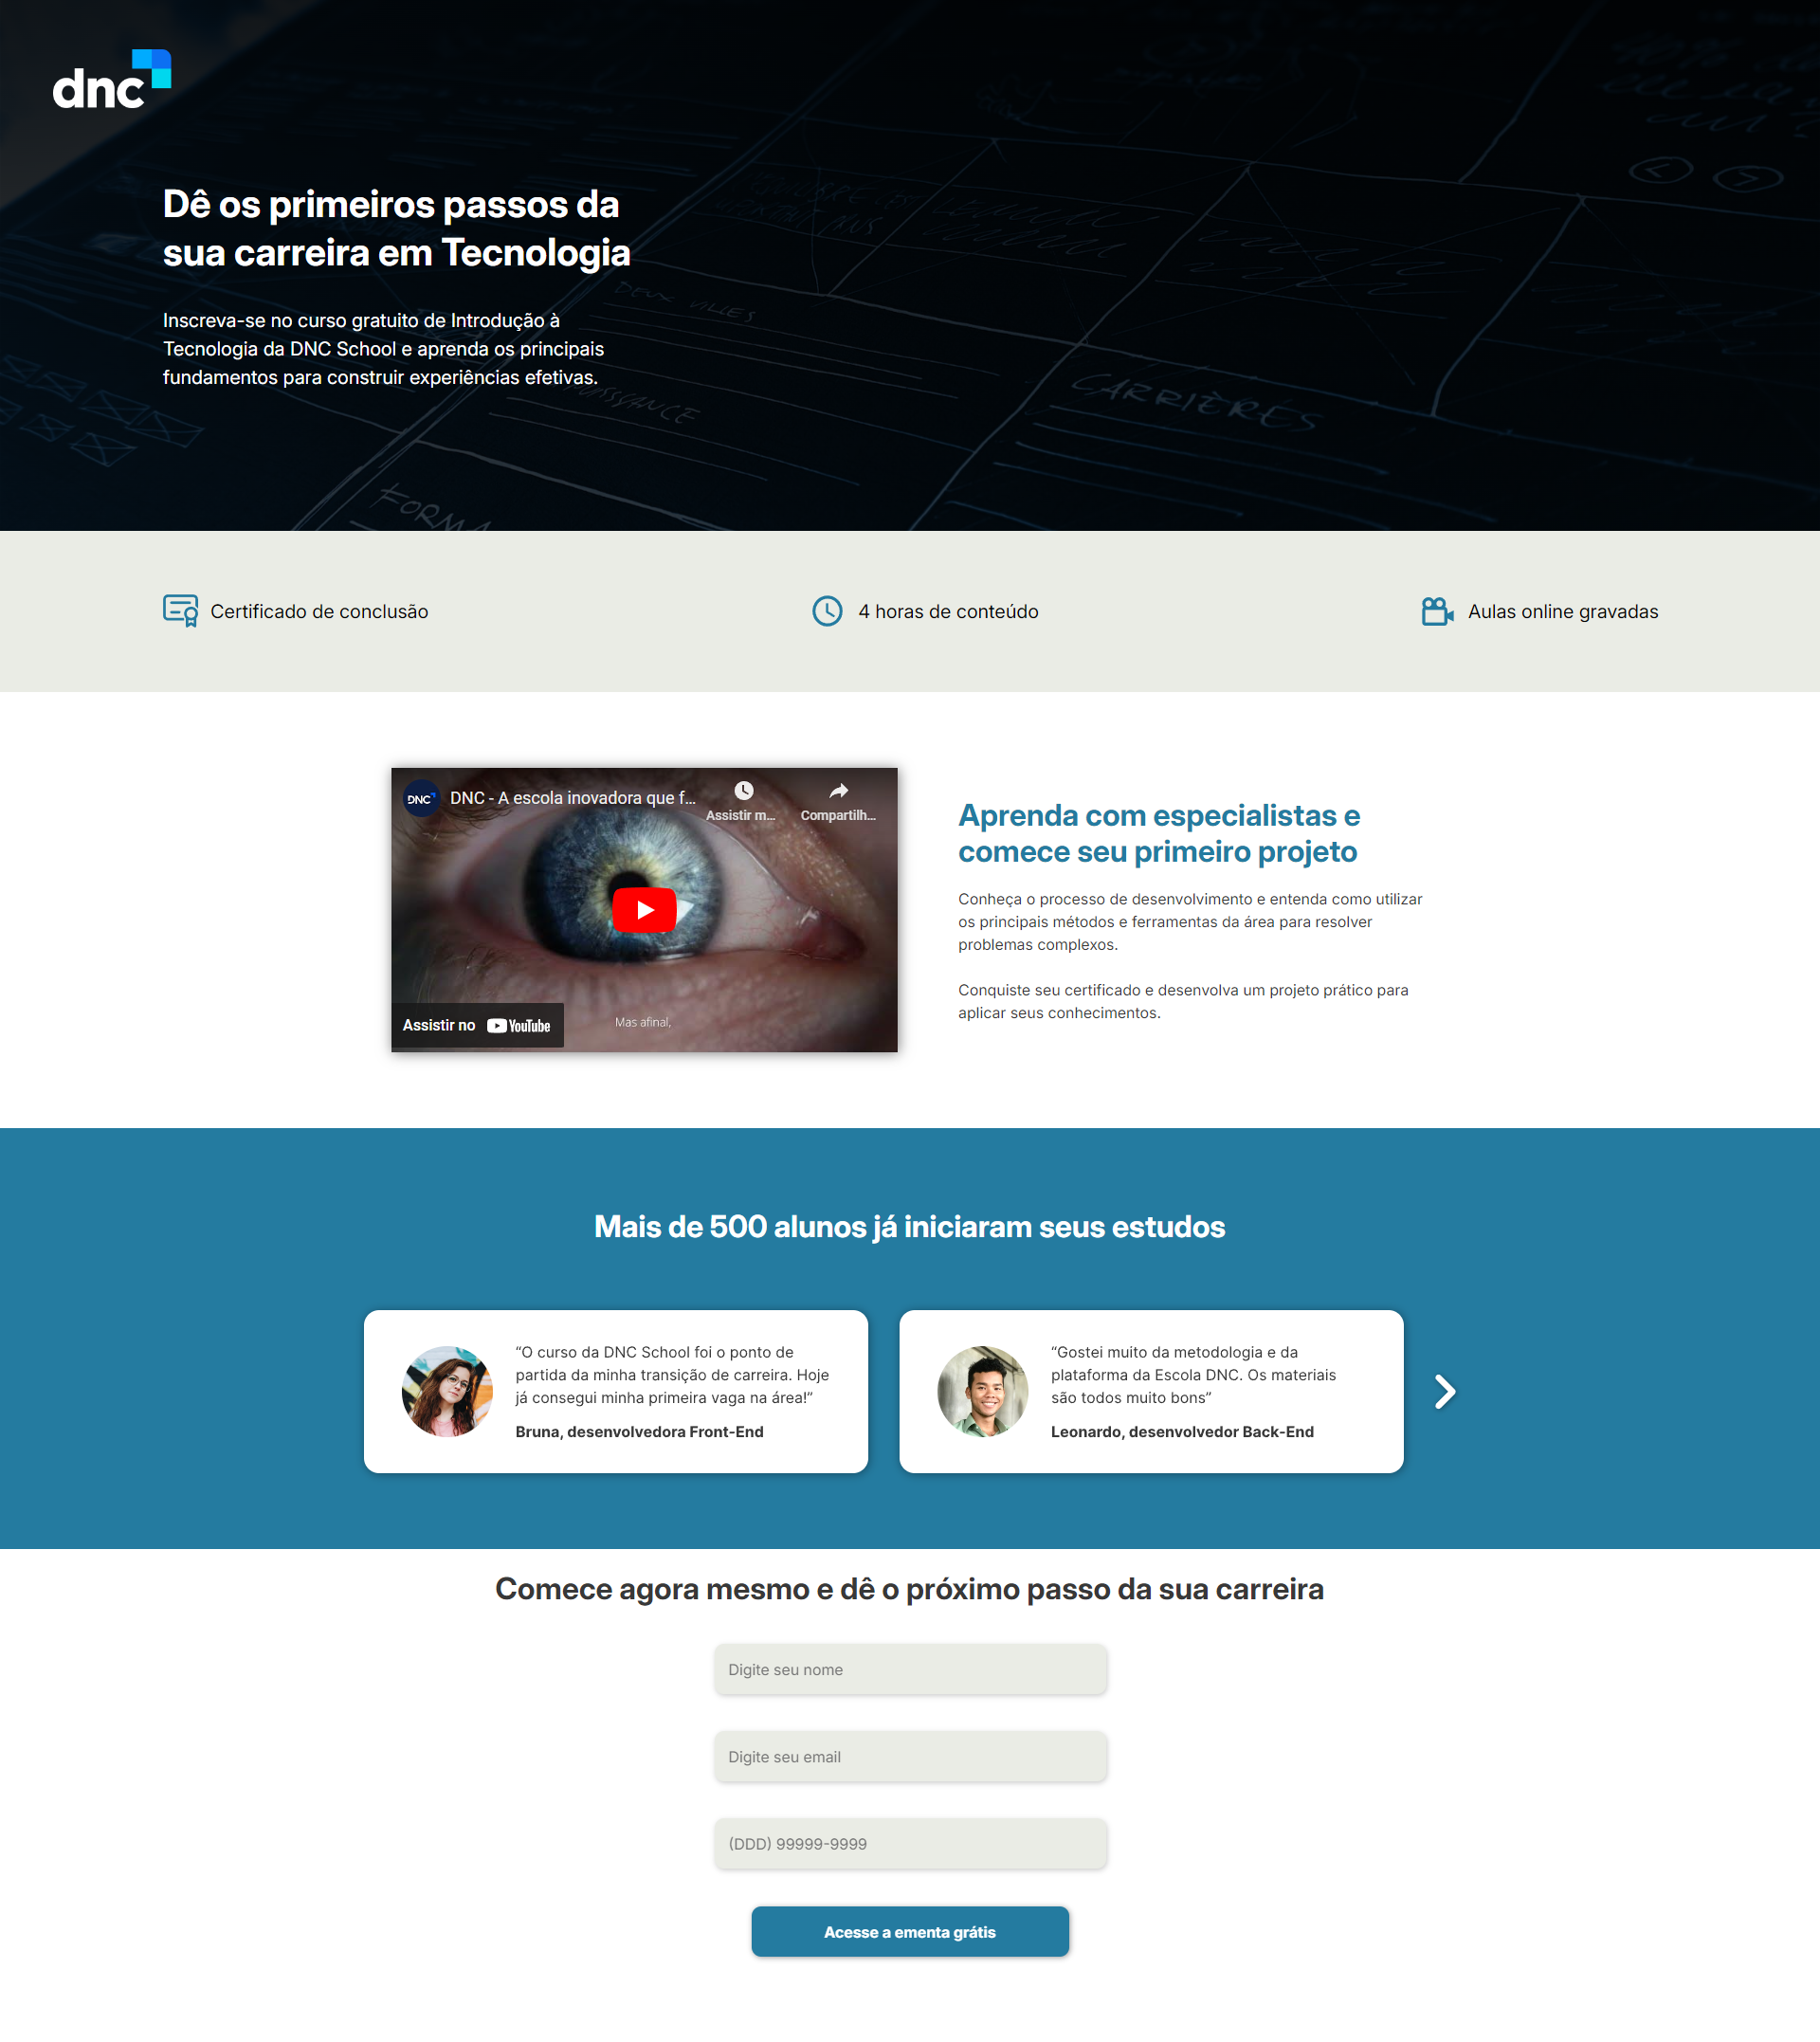 dnc
Dê os primeiros passos da
sua carreira em Tecnologia
Inscreva-se no curso gratuito de Introdução à
Tecnologia da DNC School e aprenda os principais
fundamentos para construir experiências efetivas.
DEUX VILLES
CARRIÈRES
FORMA
Certificado de conclusão
4 horas de conteúdo
Aulas online gravadas
DNC
DNC - A escola inovadora que f...
Assistir m...
Compartilh...
Assistir no YouTube
Mas afinal,
Aprenda com especialistas e
comece seu primeiro projeto
Conheça o processo de desenvolvimento e entenda como utilizar
os principais métodos e ferramentas da área para resolver
problemas complexos.
Conquiste seu certificado e desenvolva um projeto prático para
aplicar seus conhecimentos.
Mais de 500 alunos já iniciaram seus estudos
“O curso da DNC School foi o ponto de
partida da minha transição de carreira. Hoje
já consegui minha primeira vaga na área!”
Bruna, desenvolvedora Front-End
“Gostei muito da metodologia e da
plataforma da Escola DNC. Os materiais
são todos muito bons”
Leonardo, desenvolvedor Back-End
Comece agora mesmo e dê o próximo passo da sua carreira
Digite seu nome
Digite seu email
(DDD) 99999-9999
Acesse a ementa grátis